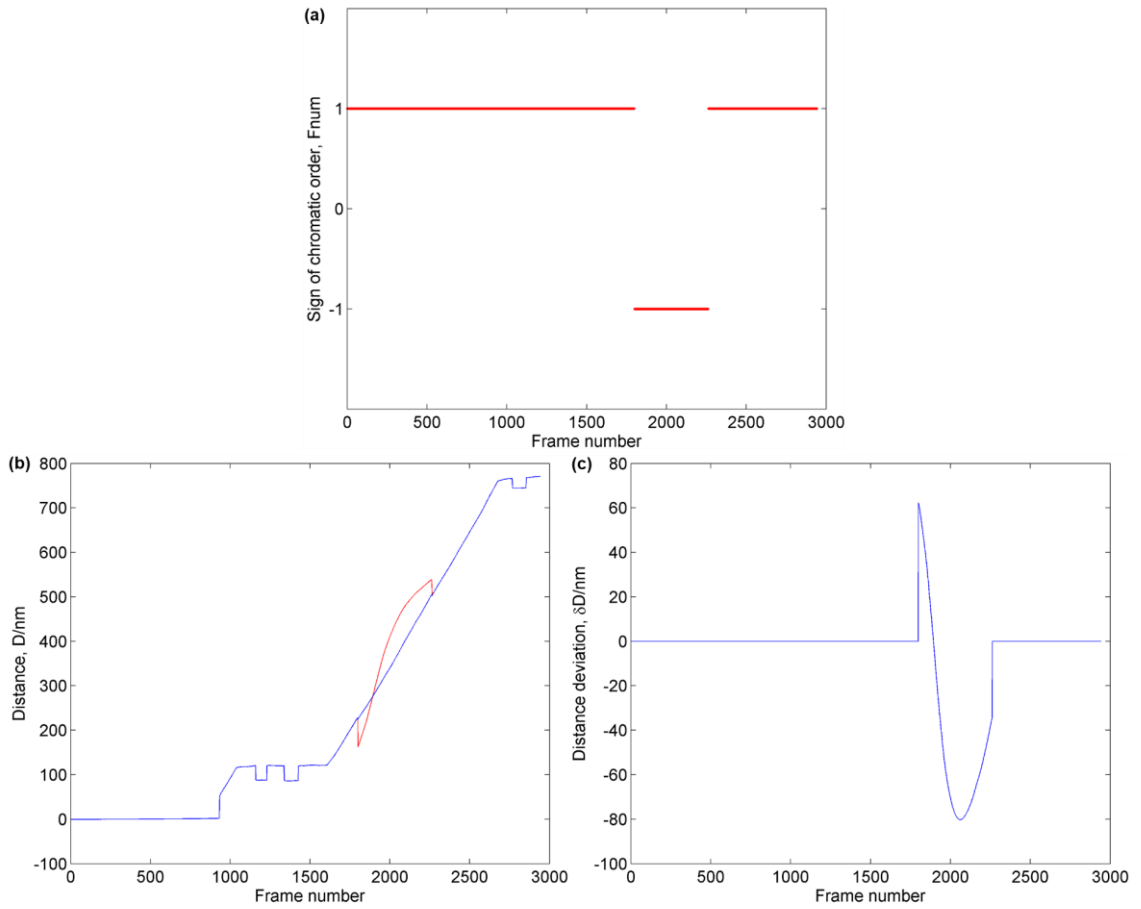 (a)
Sign of chromatic order, Fnum
1
0
-1
0 500 1000 1500 2000 2500 3000
Frame number
(b)
Distance, D/nm
800
700
600
500
400
300
200
100
0
-100
0 500 1000 1500 2000 2500 3000
Frame number
(c)
Distance deviation, δD/nm
80
60
40
20
0
-20
-40
-60
-80
-100
0 500 1000 1500 2000 2500 3000
Frame number